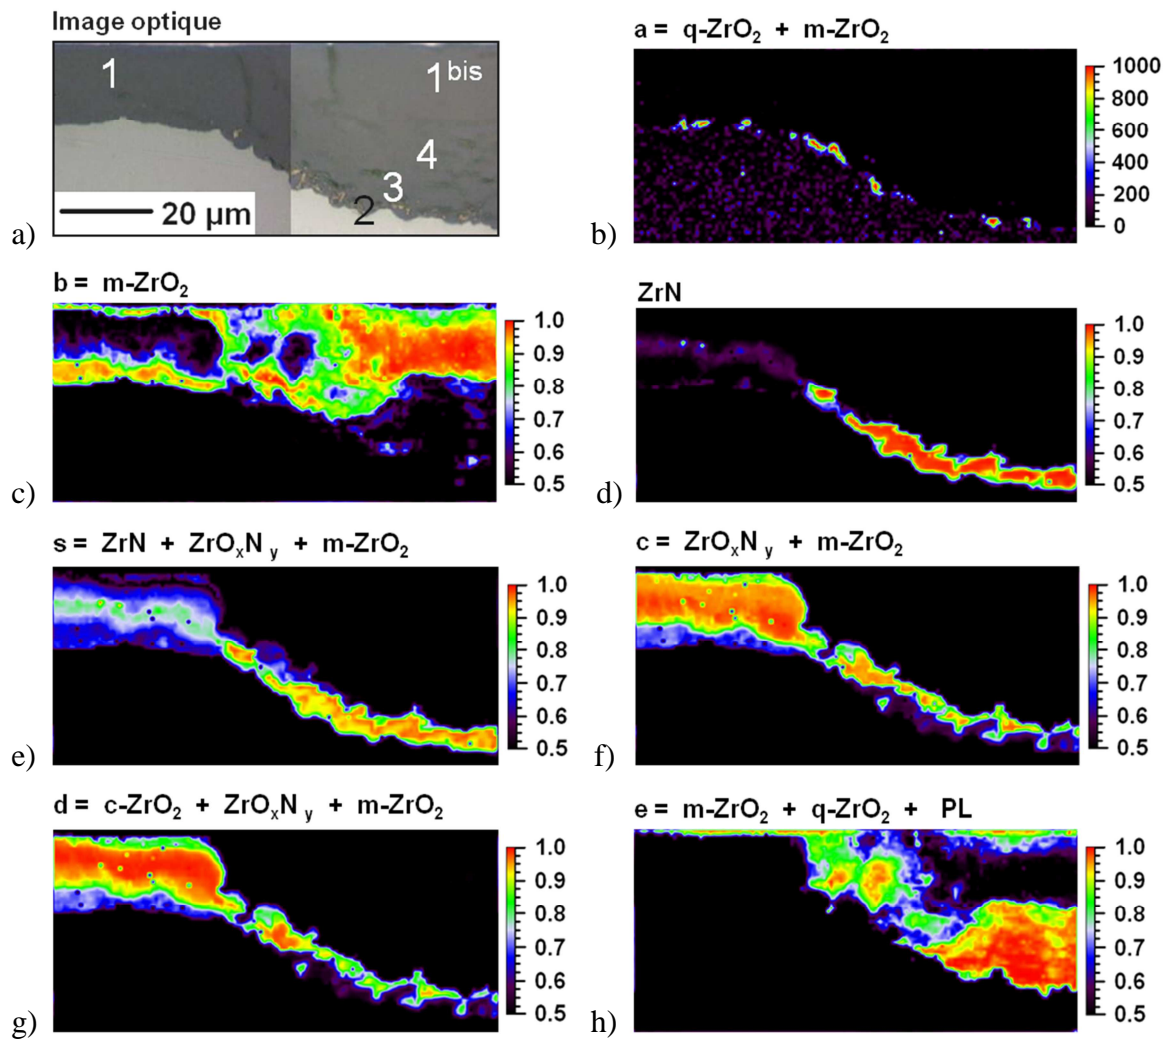 Image optique
1
1 bis
4
3
2
20 µm
a)
a = q-ZrO2 + m-ZrO2
1000
800
600
400
200
0
b)
b = m-ZrO2
1.0
0.9
0.8
0.7
0.6
0.5
c)
ZrN
1.0
0.9
0.8
0.7
0.6
0.5
d)
s = ZrN + ZrOxN y + m-ZrO2
1.0
0.9
0.8
0.7
0.6
0.5
e)
c = ZrOxN y + m-ZrO2
1.0
0.9
0.8
0.7
0.6
0.5
f)
d = c-ZrO2 + ZrOxN y + m-ZrO2
1.0
0.9
0.8
0.7
0.6
0.5
g)
e = m-ZrO2 + q-ZrO2 + PL
1.0
0.9
0.8
0.7
0.6
0.5
h)